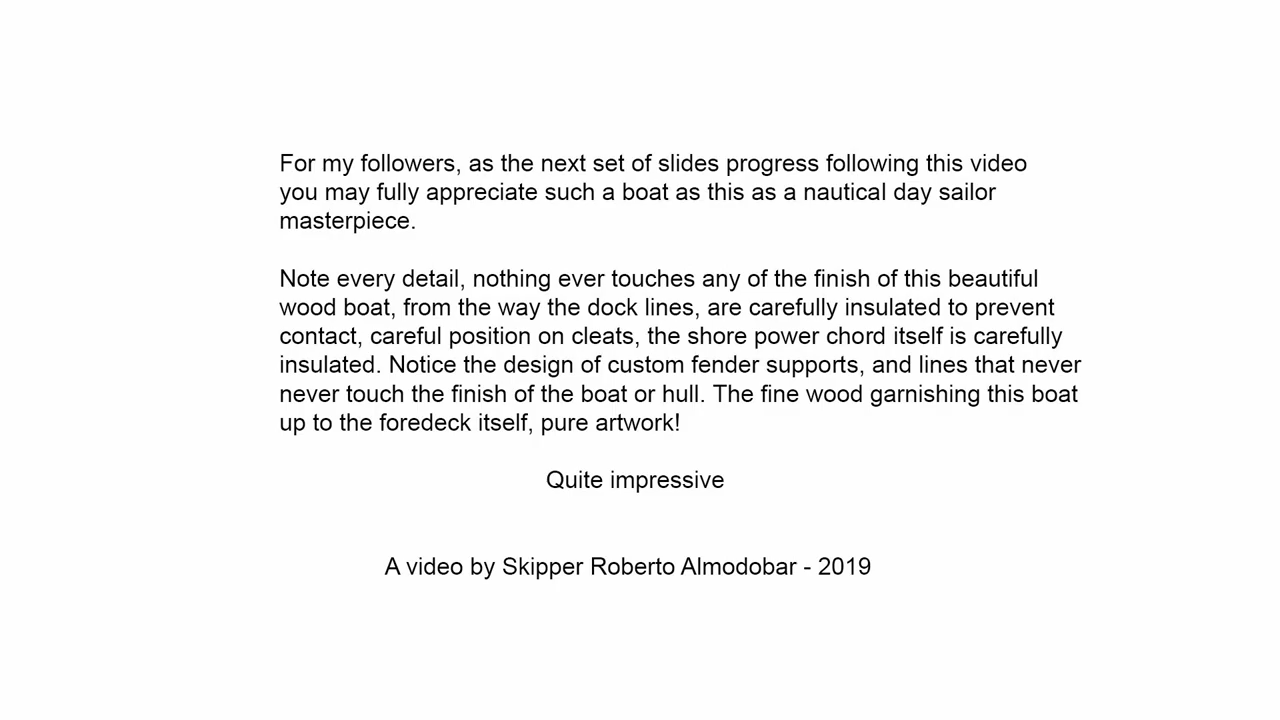 For my followers, as the next set of slides progress following this video
you may fully appreciate such a boat as this as a nautical day sailor
masterpiece.
Note every detail, nothing ever touches any of the finish of this beautiful
wood boat, from the way the dock lines, are carefully insulated to prevent
contact, careful position on cleats, the shore power chord itself is carefully
insulated. Notice the design of custom fender supports, and lines that never
never touch the finish of the boat or hull. The fine wood garnishing this boat
up to the foredeck itself, pure artwork!
Quite impressive
A video by Skipper Roberto Almodobar - 2019